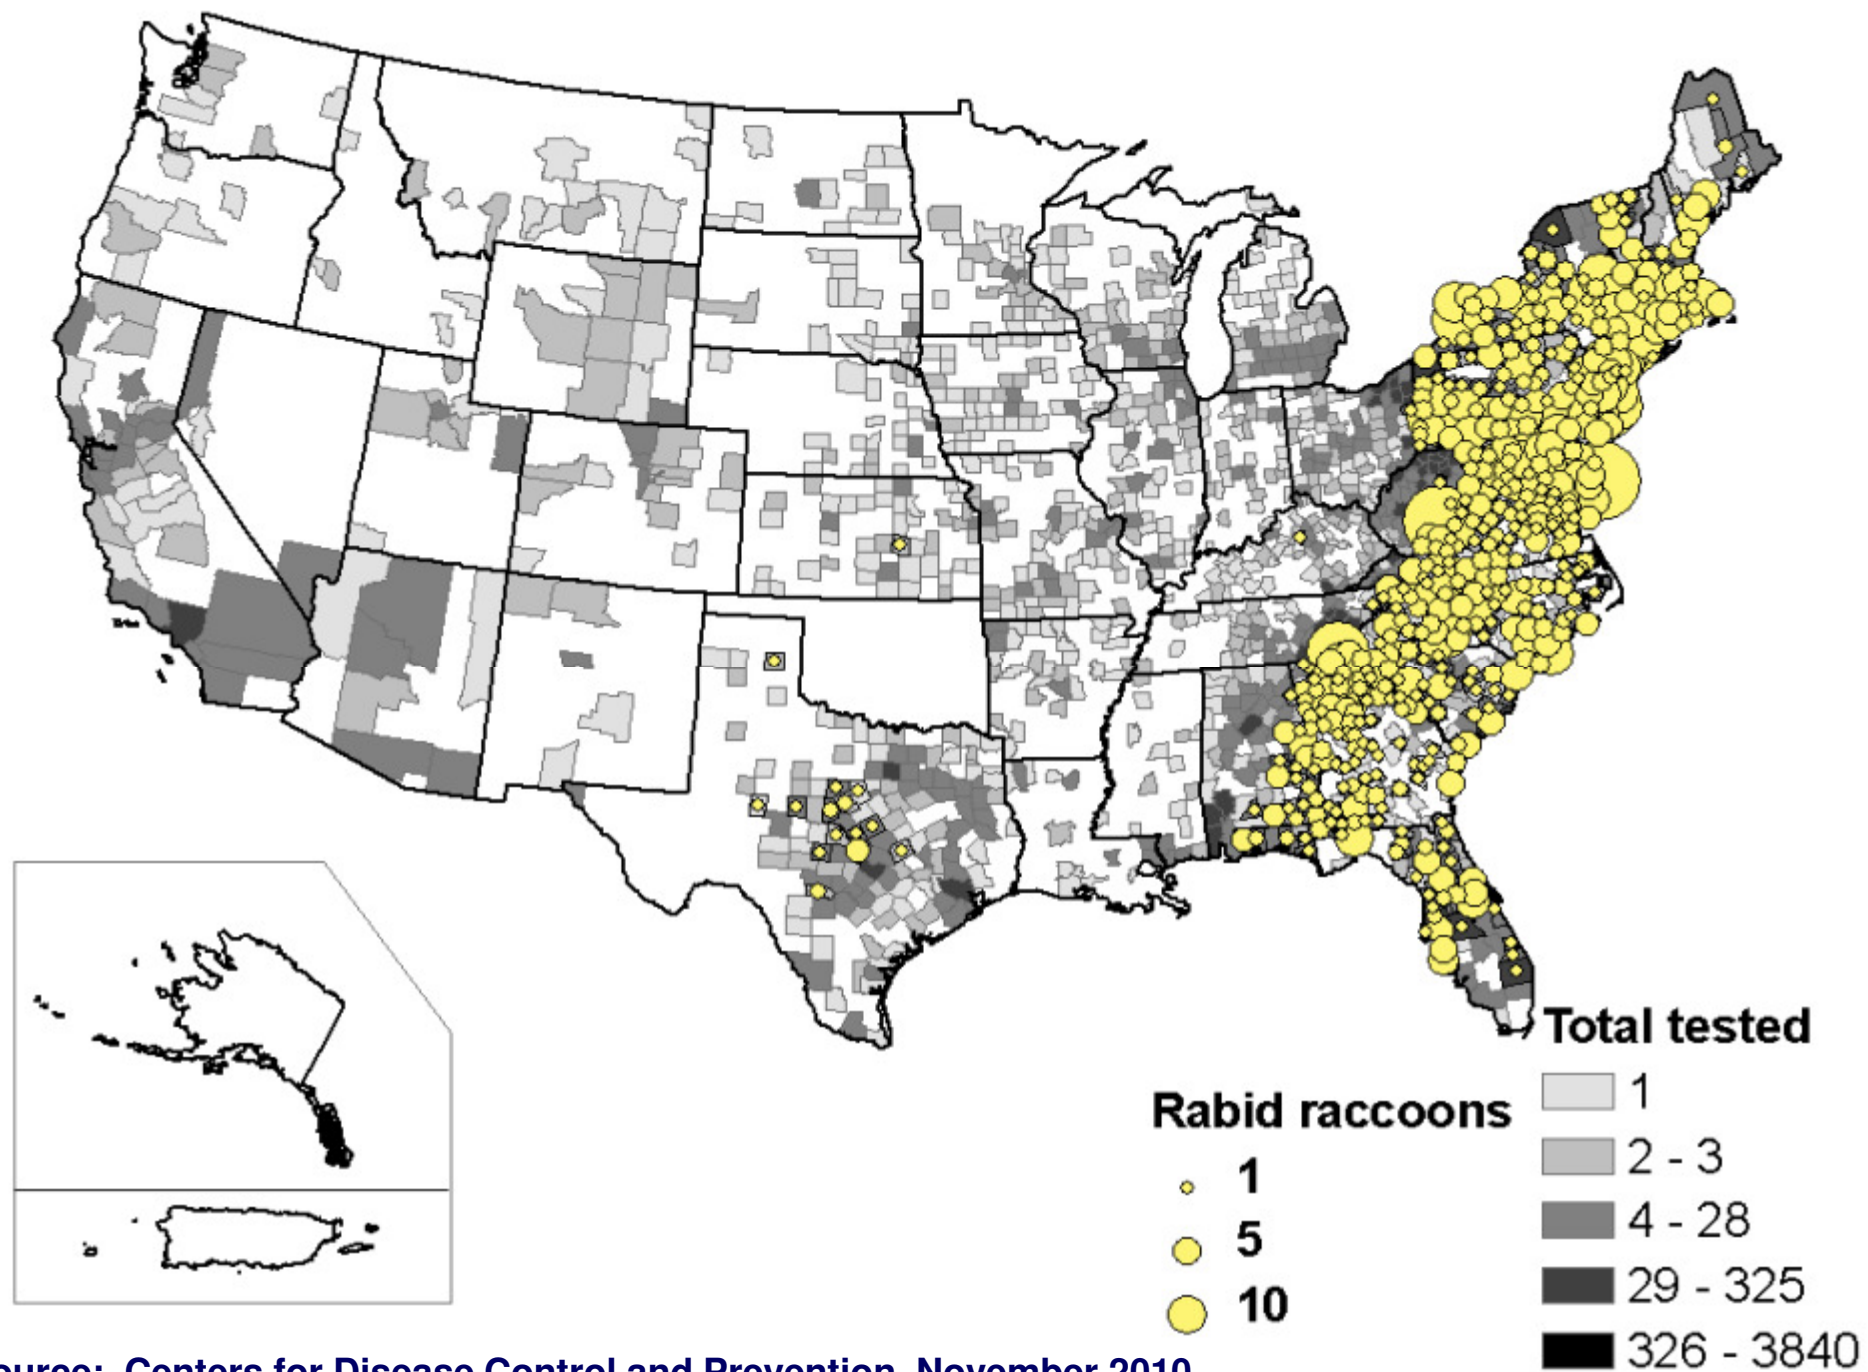 Total tested
1
2 - 3
4 - 28
29 - 325
326 - 3840
Rabid raccoons
1
5
10
Centers for Disease Control and Prevention, November 2010